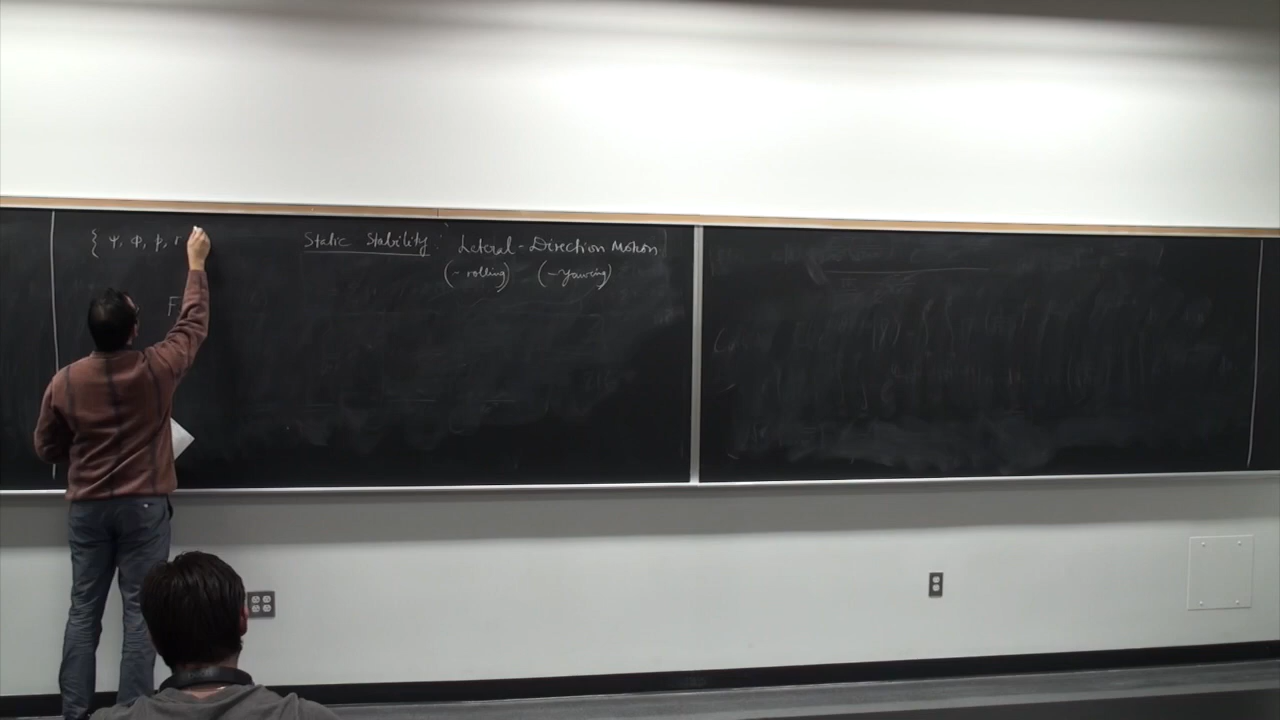 { ψ, Φ, p, r
F
Static Stability : Lateral-Direction Motion
(~rolling) (~yawing)